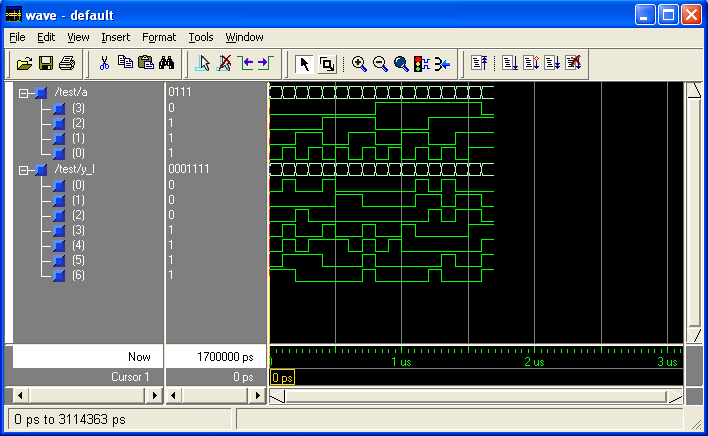 wave - default
File Edit View Insert Format Tools Window
/test/a 0111
(3) 0
(2) 1
(1) 1
(0) 1
/test/y_l 0001111
(0) 0
(1) 0
(2) 0
(3) 1
(4) 1
(5) 1
(6) 1
Now 1700000 ps 1 us 2 us 3 us
Cursor 1 0 ps 0 ps
0 ps to 3114363 ps